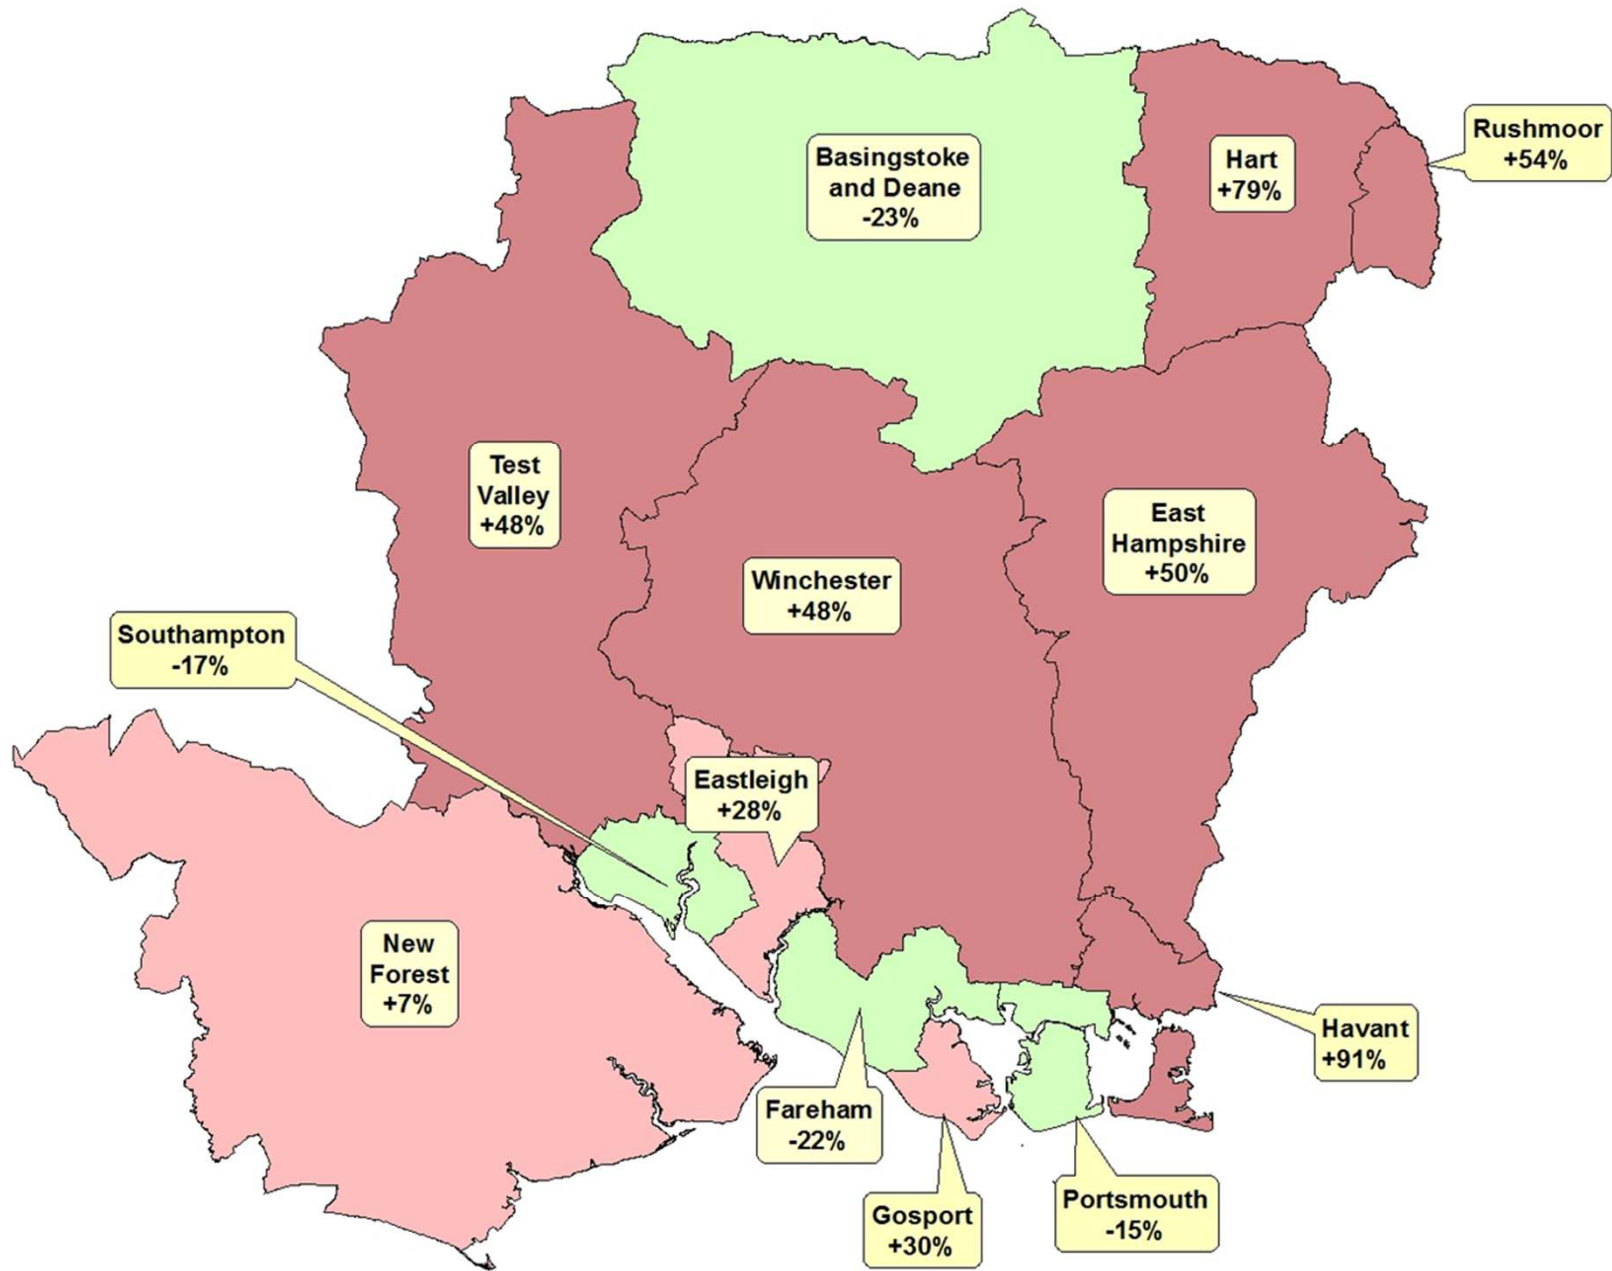 Rushmoor
+54%
Basingstoke
and Deane
-23%
Hart
+79%
Test
Valley
+48%
East
Hampshire
+50%
Winchester
+48%
Southampton
-17%
Eastleigh
+28%
New
Forest
+7%
Havant
+91%
Fareham
-22%
Portsmouth
-15%
Gosport
+30%